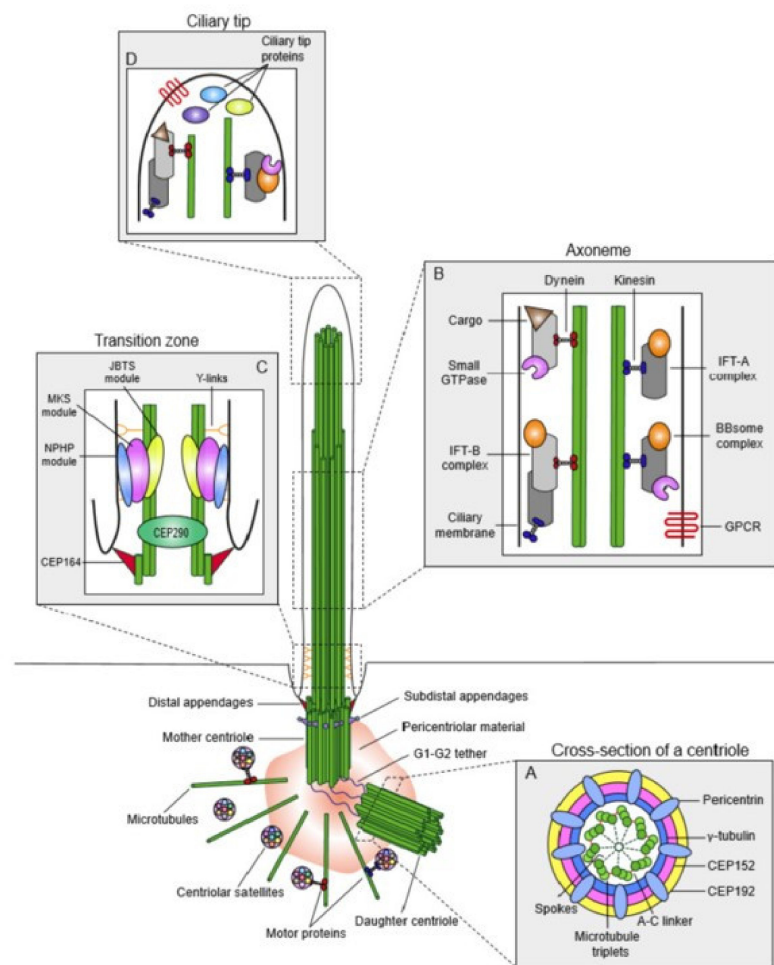 Ciliary tip
D
Ciliary tip
proteins
Axoneme
B
Dynein
Kinesin
Cargo
Small
GTPase
IFT-A
complex
IFT-B
complex
BBsome
complex
Ciliary
membrane
GPCR
Transition zone
C
JBTS
module
Y-links
MKS
module
NPHP
module
CEP290
CEP164
Distal appendages
Subdistal appendages
Mother centriole
Pericentriolar material
G1-G2 tether
Microtubules
Centriolar satellites
Motor proteins
Daughter centriole
Cross-section of a centriole
A
Pericentrin
γ-tubulin
CEP152
CEP192
Spokes
A-C linker
Microtubule
triplets